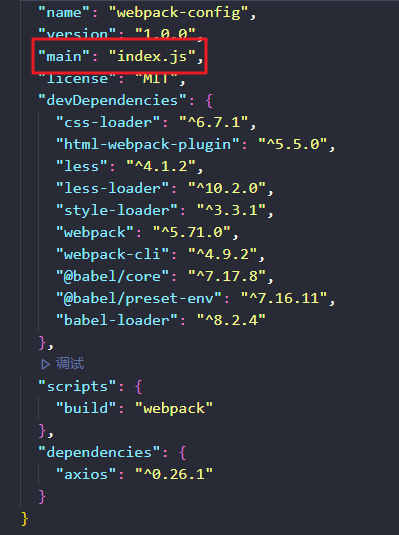 "name": "webpack-config",
"version": "1.0.0",
"main": "index.js",
"license": "MIT",
"devDependencies": {
"css-loader": "^6.7.1",
"html-webpack-plugin": "^5.5.0",
"less": "^4.1.2",
"less-loader": "^10.2.0",
"style-loader": "^3.3.1",
"webpack": "^5.71.0",
"webpack-cli": "^4.9.2",
"@babel/core": "^7.17.8",
"@babel/preset-env": "^7.16.11",
"babel-loader": "^8.2.4"
},
调试
"scripts": {
"build": "webpack"
},
"dependencies": {
"axios": "^0.26.1"
}
}